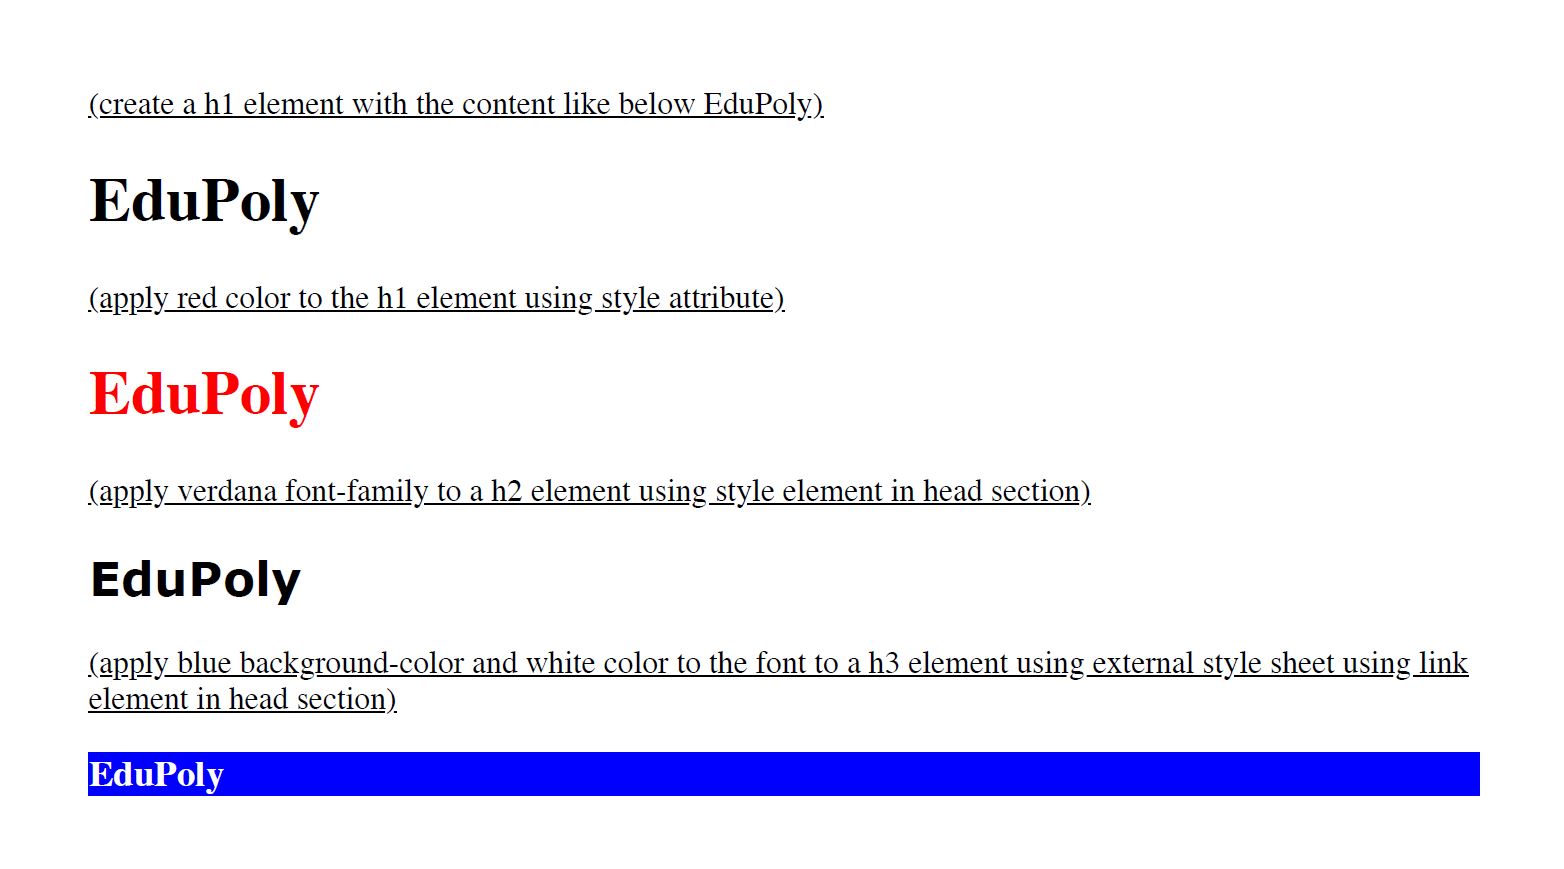 (create a h1 element with the content like below EduPoly)
EduPoly
(apply red color to the h1 element using style attribute)
EduPoly
(apply verdana font-family to a h2 element using style element in head section)
EduPoly
(apply blue background-color and white color to the font to a h3 element using external style sheet using link
element in head section)
EduPoly